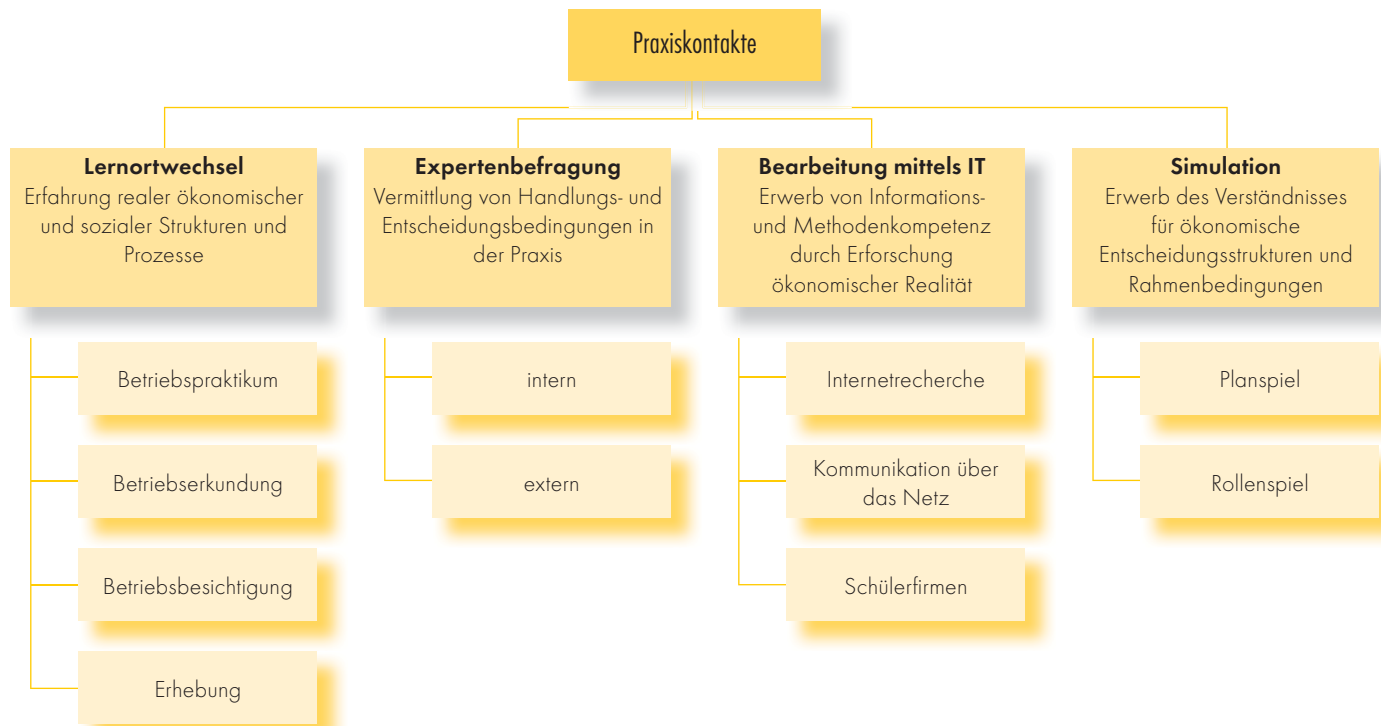 Praxiskontakte
Lernortwechsel
Erfahrung realer ökonomischer
und sozialer Strukturen und
Prozesse
Betriebspraktikum
Betriebserkundung
Betriebsbesichtigung
Erhebung
Expertenbefragung
Vermittlung von Handlungs- und
Entscheidungsbedingungen in
der Praxis
intern
extern
Bearbeitung mittels IT
Erwerb von Informations-
und Methodenkompetenz
durch Erforschung
ökonomischer Realität
Internetrecherche
Kommunikation über
das Netz
Schülerfirmen
Simulation
Erwerb des Verständnisses
für ökonomische
Entscheidungsstrukturen und
Rahmenbedingungen
Planspiel
Rollenspiel